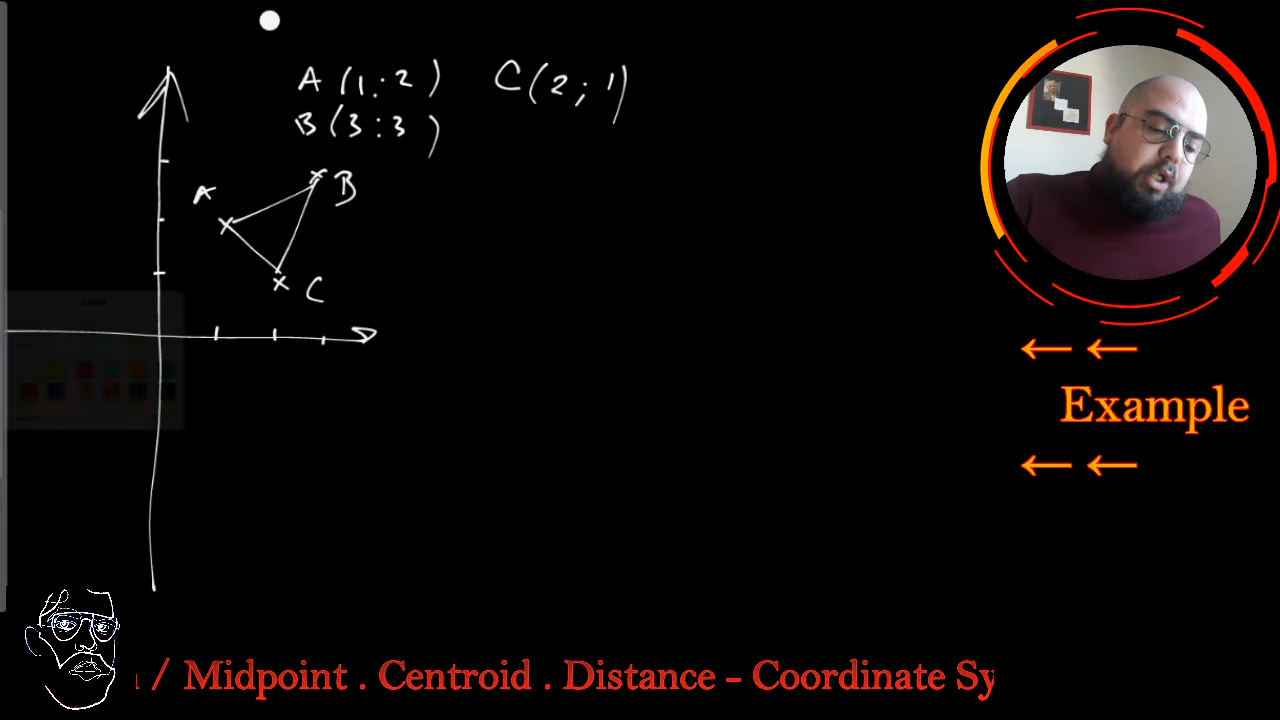 A (1 ; 2)    C (2 ; 1)
B (3 ; 3)
A
B
C
← ←
Example
← ←
/ Midpoint . Centroid . Distance – Coordinate Sy